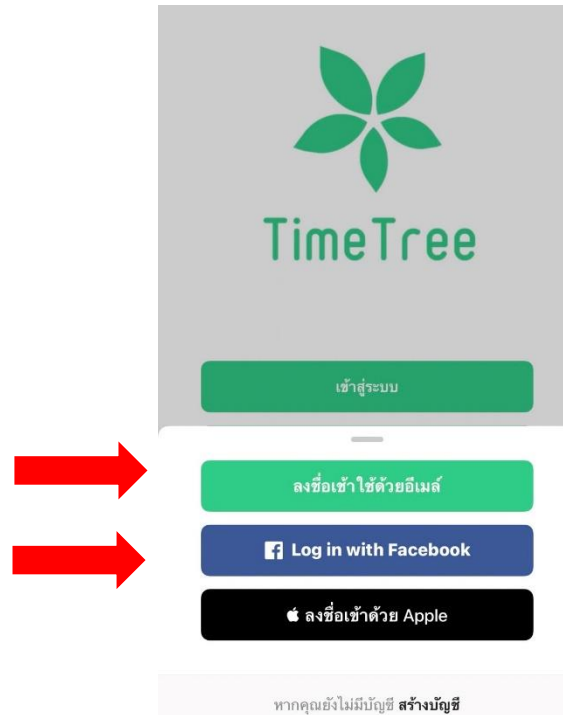 TimeTree
เข้าสู่ระบบ
ลงชื่อเข้าใช้ด้วยอีเมล์
Log in with Facebook
ลงชื่อเข้าด้วย Apple
หากคุณยังไม่มีบัญชี สร้างบัญชี